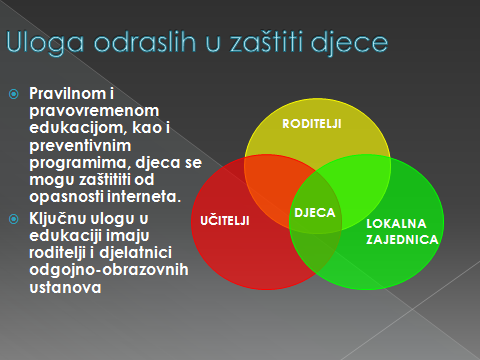 Uloga odraslih u zaštiti djece
Pravilnom i
pravovremenom
edukacijom, kao i
preventivnim
programima, djeca se
mogu zaštititi od
opasnosti interneta.
Ključnu ulogu u
edukaciji imaju
roditelji i djelatnici
odgojno-obrazovnih
ustanova
RODITELJI
UČITELJI
DJECA
LOKALNA
ZAJEDNICA